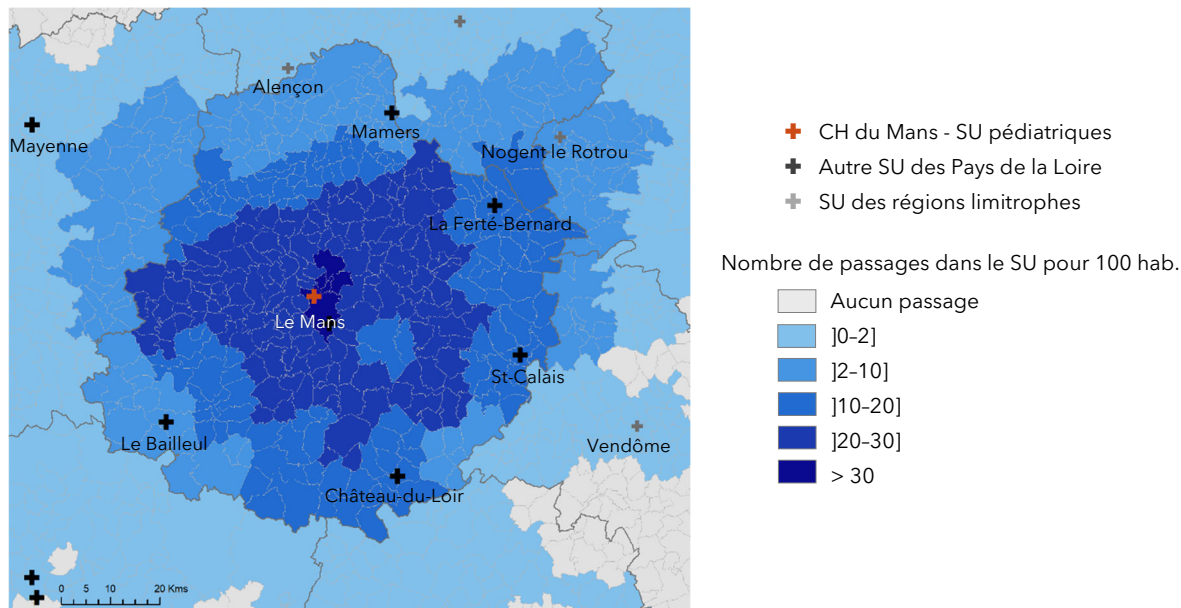 Alençon
Mamers
Mayenne
Nogent le Rotrou
La Ferté-Bernard
Le Mans
St-Calais
Le Bailleul
Vendôme
Château-du-Loir
0 5 10 20 Kms
CH du Mans - SU pédiatriques
Autre SU des Pays de la Loire
SU des régions limitrophes
Nombre de passages dans le SU pour 100 hab.
Aucun passage
]0–2]
]2–10]
]10–20]
]20–30]
> 30